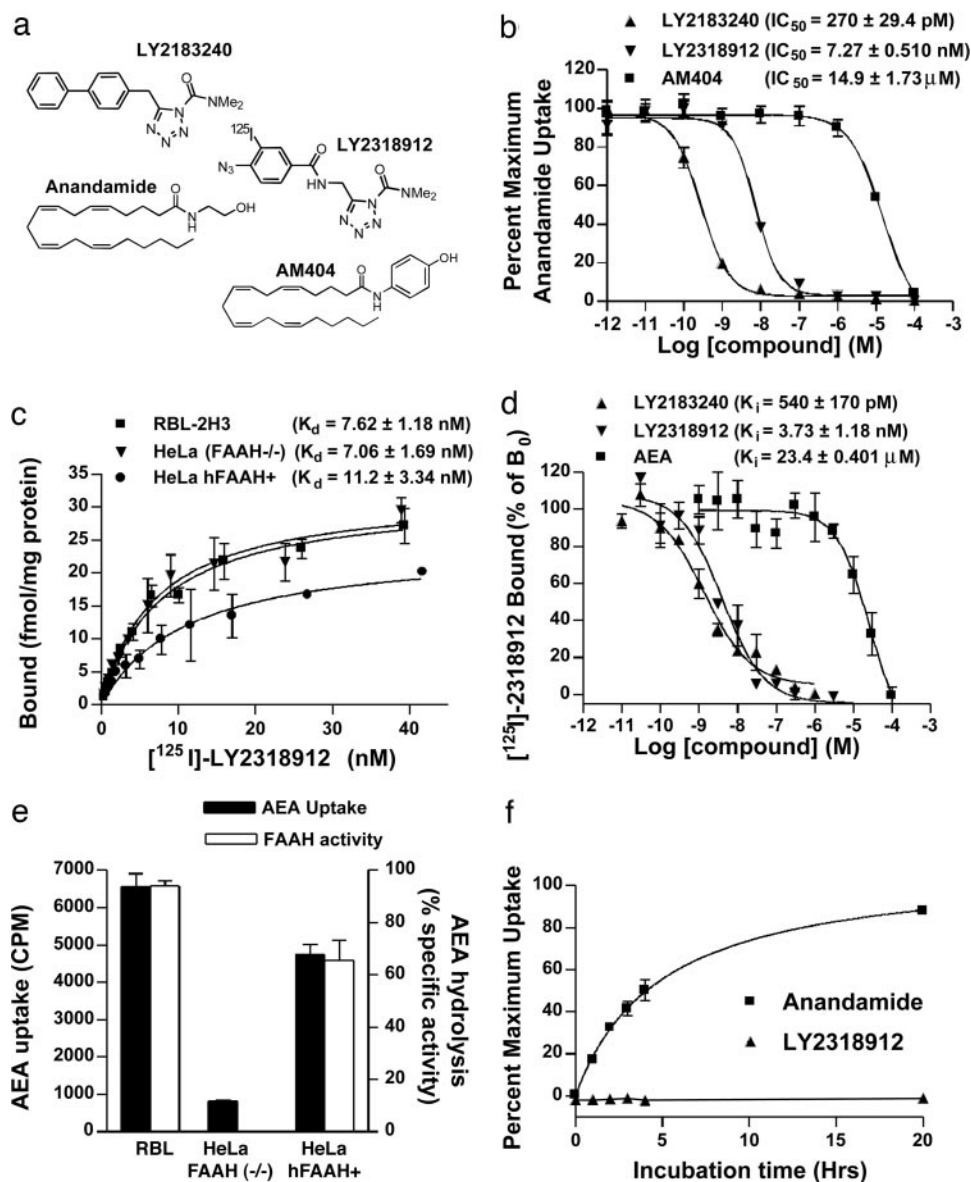 a
LY2183240
O
NMe2
N
N N
N
125I
LY2318912
N3
O
N
H
O
NMe2
N
N N
N
Anandamide
O
N
H
OH
AM404
O
N
H
OH
b
▲ LY2183240 (IC50 = 270 ± 29.4 pM)
▼ LY2318912 (IC50 = 7.27 ± 0.510 nM)
■ AM404 (IC50 = 14.9 ± 1.73 μM)
Percent Maximum
Anandamide Uptake
120
100
80
60
40
20
0
-12 -11 -10 -9 -8 -7 -6 -5 -4 -3
Log [compound] (M)
c
■ RBL-2H3 (Kd = 7.62 ± 1.18 nM)
▼ HeLa (FAAH-/-) (Kd = 7.06 ± 1.69 nM)
● HeLa hFAAH+ (Kd = 11.2 ± 3.34 nM)
Bound (fmol/mg protein)
35
30
25
20
15
10
5
0
0 10 20 30 40 50
[125 I]-LY2318912 (nM)
d
▲ LY2183240 (Ki = 540 ± 170 pM)
▼ LY2318912 (Ki = 3.73 ± 1.18 nM)
■ AEA (Ki = 23.4 ± 0.401 μM)
[125I]-2318912 Bound (% of B0)
120
100
80
60
40
20
0
-12 -11 -10 -9 -8 -7 -6 -5 -4 -3
Log [compound] (M)
e
AEA Uptake
FAAH activity
AEA uptake (CPM)
7000
6000
5000
4000
3000
2000
1000
0
100
80
60
40
20
0
AEA hydrolysis
(% specific activity)
RBL HeLa HeLa
FAAH (-/-) hFAAH+
f
Percent Maximum Uptake
100
80
60
40
20
0
■ Anandamide
▲ LY2318912
0 5 10 15 20
Incubation time (Hrs)